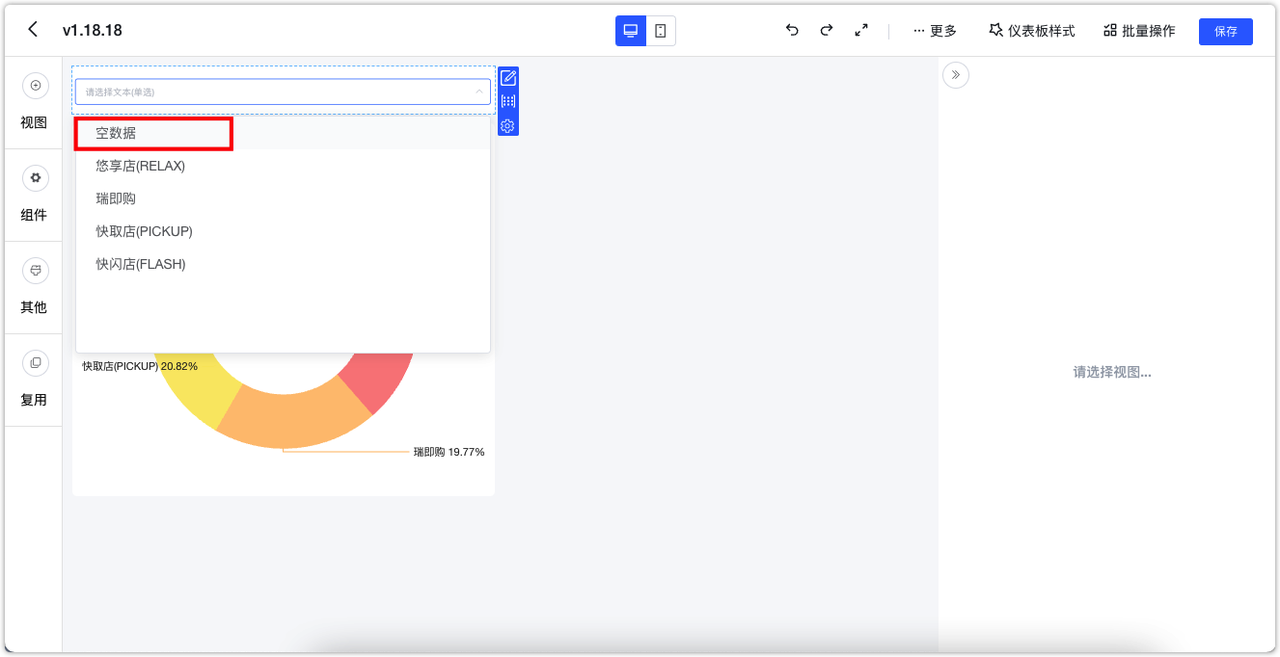 v1.18.18
更多
仪表板样式
批量操作
保存
视图
组件
其他
复用
请选择文本(单选)
空数据
悠享店(RELAX)
瑞即购
快取店(PICKUP)
快闪店(FLASH)
快取店(PICKUP) 20.82%
瑞即购 19.77%
请选择视图...